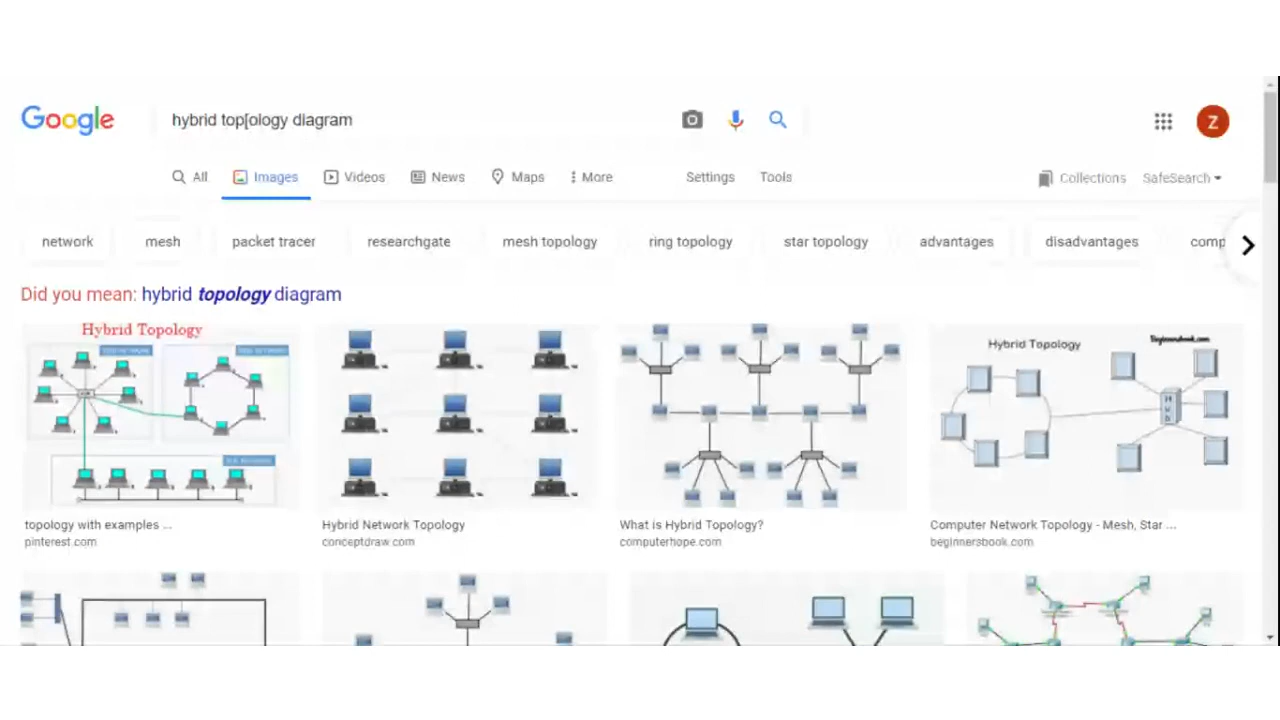 Google
hybrid top[ology diagram
Z
All Images Videos News Maps More Settings Tools Collections SafeSearch
network mesh packet tracer researchgate mesh topology ring topology star topology advantages disadvantages comp
Did you mean: hybrid topology diagram
Hybrid Topology
Hybrid Topology
Beginnersbook.com
HUB
topology with examples ...
pinterest.com
Hybrid Network Topology
conceptdraw.com
What is Hybrid Topology?
computerhope.com
Computer Network Topology - Mesh, Star ...
beginnersbook.com